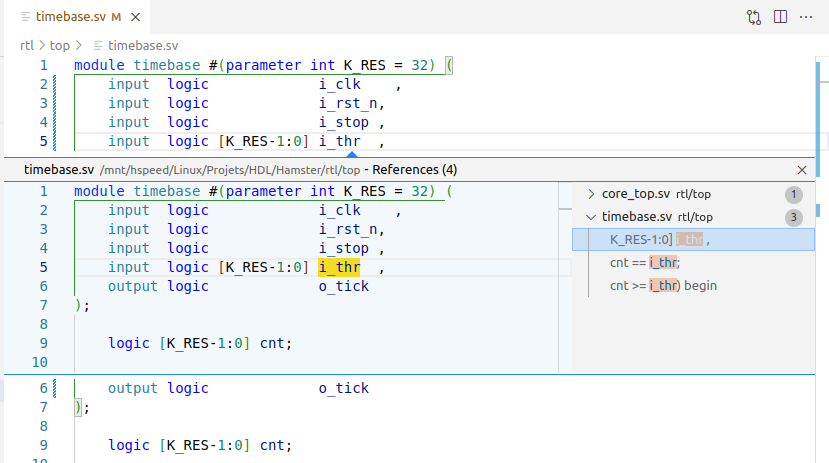 timebase.sv M
rtl > top > timebase.sv
1 module timebase #(parameter int K_RES = 32) (
2 input logic i_clk ,
3 input logic i_rst_n,
4 input logic i_stop ,
5 input logic [K_RES-1:0] i_thr ,
timebase.sv /mnt/hspeed/Linux/Projets/HDL/Hamster/rtl/top - References (4)
1 module timebase #(parameter int K_RES = 32) (
2 input logic i_clk ,
3 input logic i_rst_n,
4 input logic i_stop ,
5 input logic [K_RES-1:0] i_thr ,
6 output logic o_tick
7 );
8
9 logic [K_RES-1:0] cnt;
10
core_top.sv rtl/top 1
timebase.sv rtl/top 3
K_RES-1:0] i_thr ,
cnt == i_thr;
cnt >= i_thr) begin
6 output logic o_tick
7 );
8
9 logic [K_RES-1:0] cnt;